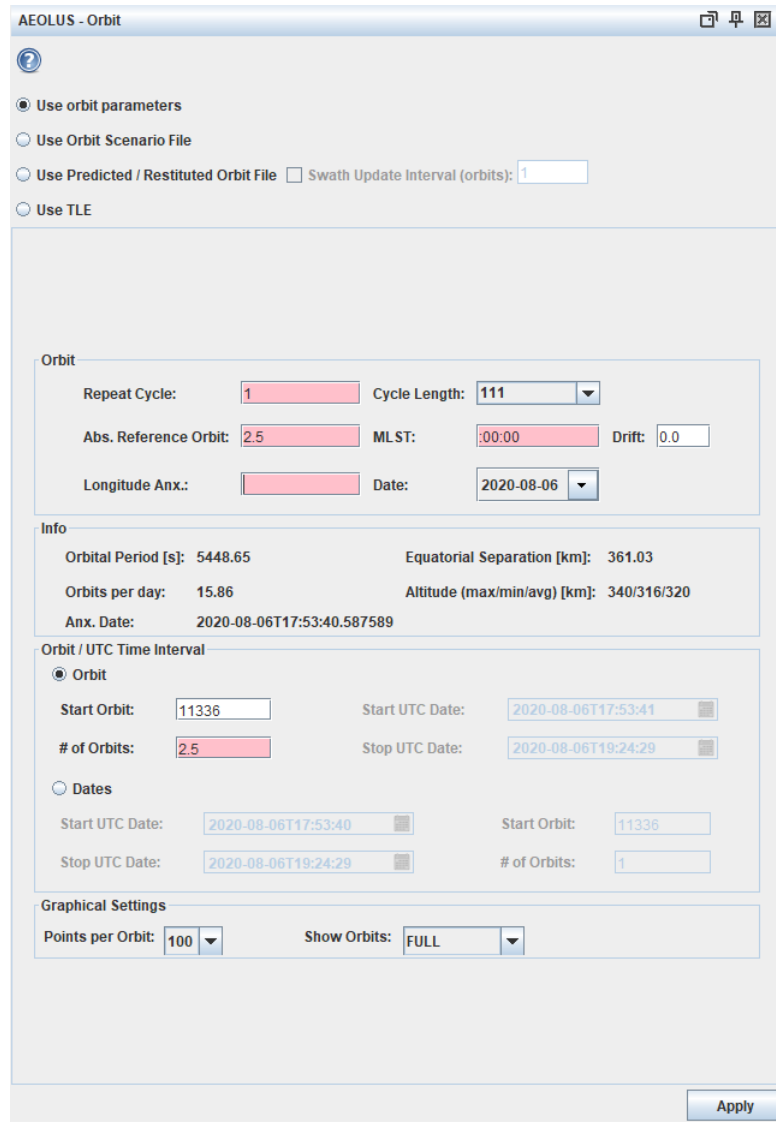 AEOLUS - Orbit
Use orbit parameters
Use Orbit Scenario File
Use Predicted / Restituted Orbit File Swath Update Interval (orbits): 1
Use TLE
Orbit
Repeat Cycle: 1 Cycle Length: 111
Abs. Reference Orbit: 2.5 MLST: :00:00 Drift: 0.0
Longitude Anx.: Date: 2020-08-06
Info
Orbital Period [s]: 5448.65 Equatorial Separation [km]: 361.03
Orbits per day: 15.86 Altitude (max/min/avg) [km]: 340/316/320
Anx. Date: 2020-08-06T17:53:40.587589
Orbit / UTC Time Interval
Orbit
Start Orbit: 11336 Start UTC Date: 2020-08-06T17:53:41
# of Orbits: 2.5 Stop UTC Date: 2020-08-06T19:24:29
Dates
Start UTC Date: 2020-08-06T17:53:40 Start Orbit: 11336
Stop UTC Date: 2020-08-06T19:24:29 # of Orbits: 1
Graphical Settings
Points per Orbit: 100 Show Orbits: FULL
Apply